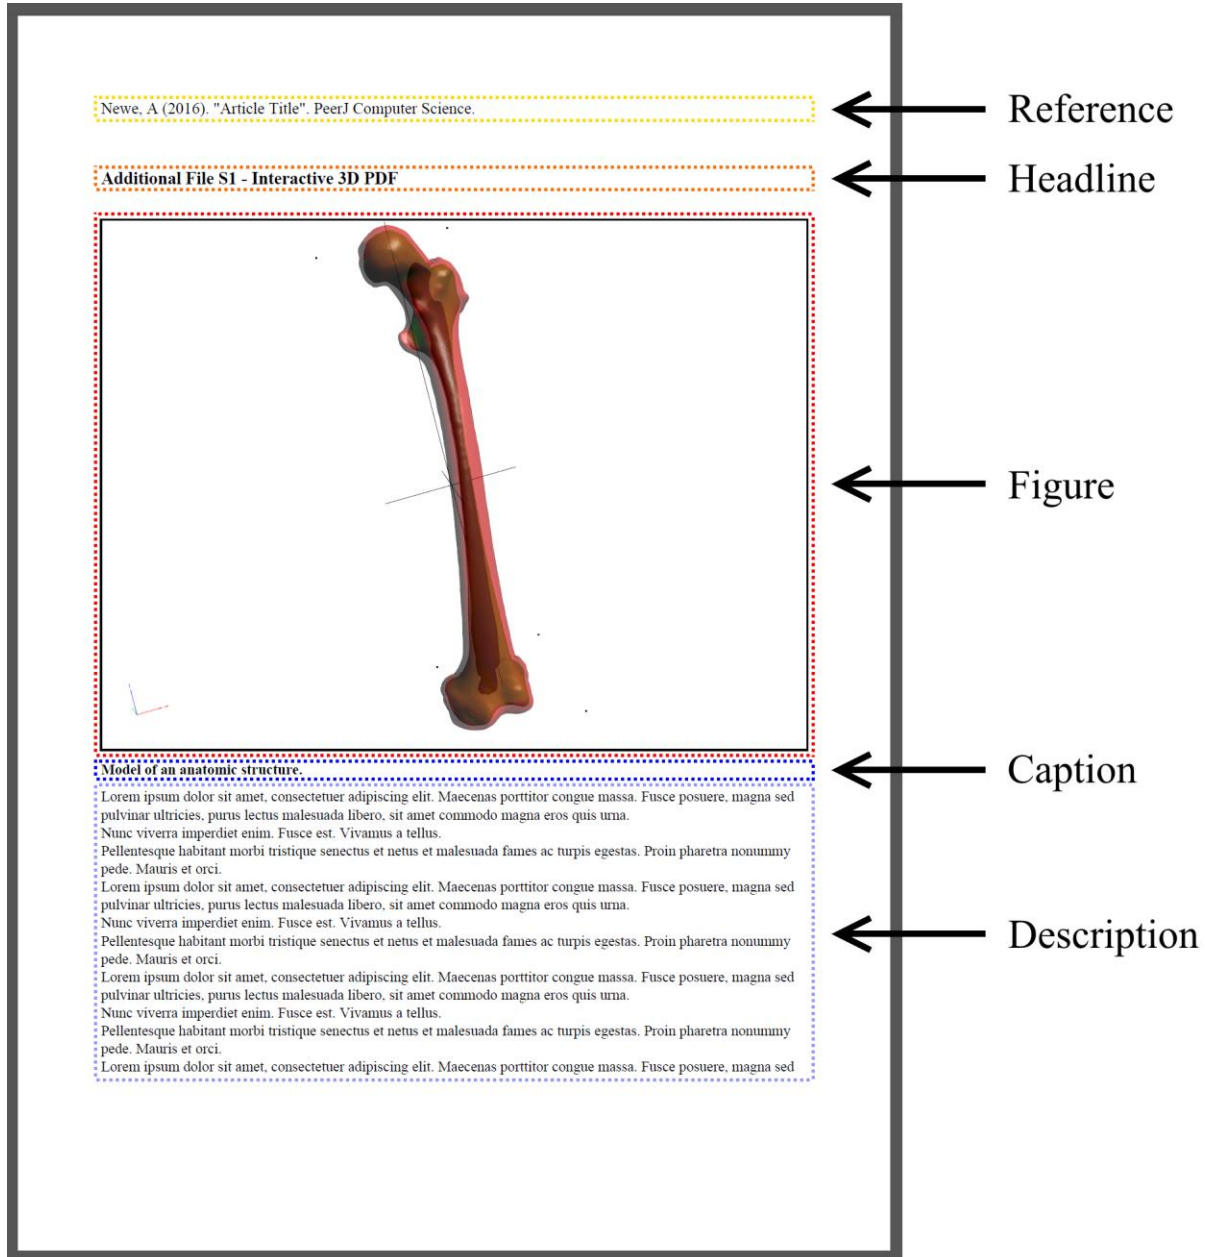 Newe, A (2016). "Article Title". PeerJ Computer Science.
Reference
Additional File S1 - Interactive 3D PDF
Headline
Figure
Model of an anatomic structure.
Caption
Lorem ipsum dolor sit amet, consectetuer adipiscing elit. Maecenas porttitor congue massa. Fusce posuere, magna sed
pulvinar ultricies, purus lectus malesuada libero, sit amet commodo magna eros quis urna.
Nunc viverra imperdiet enim. Fusce est. Vivamus a tellus.
Pellentesque habitant morbi tristique senectus et netus et malesuada fames ac turpis egestas. Proin pharetra nonummy
pede. Mauris et orci.
Lorem ipsum dolor sit amet, consectetuer adipiscing elit. Maecenas porttitor congue massa. Fusce posuere, magna sed
pulvinar ultricies, purus lectus malesuada libero, sit amet commodo magna eros quis urna.
Nunc viverra imperdiet enim. Fusce est. Vivamus a tellus.
Pellentesque habitant morbi tristique senectus et netus et malesuada fames ac turpis egestas. Proin pharetra nonummy
pede. Mauris et orci.
Lorem ipsum dolor sit amet, consectetuer adipiscing elit. Maecenas porttitor congue massa. Fusce posuere, magna sed
pulvinar ultricies, purus lectus malesuada libero, sit amet commodo magna eros quis urna.
Nunc viverra imperdiet enim. Fusce est. Vivamus a tellus.
Pellentesque habitant morbi tristique senectus et netus et malesuada fames ac turpis egestas. Proin pharetra nonummy
pede. Mauris et orci.
Lorem ipsum dolor sit amet, consectetuer adipiscing elit. Maecenas porttitor congue massa. Fusce posuere, magna sed
Description